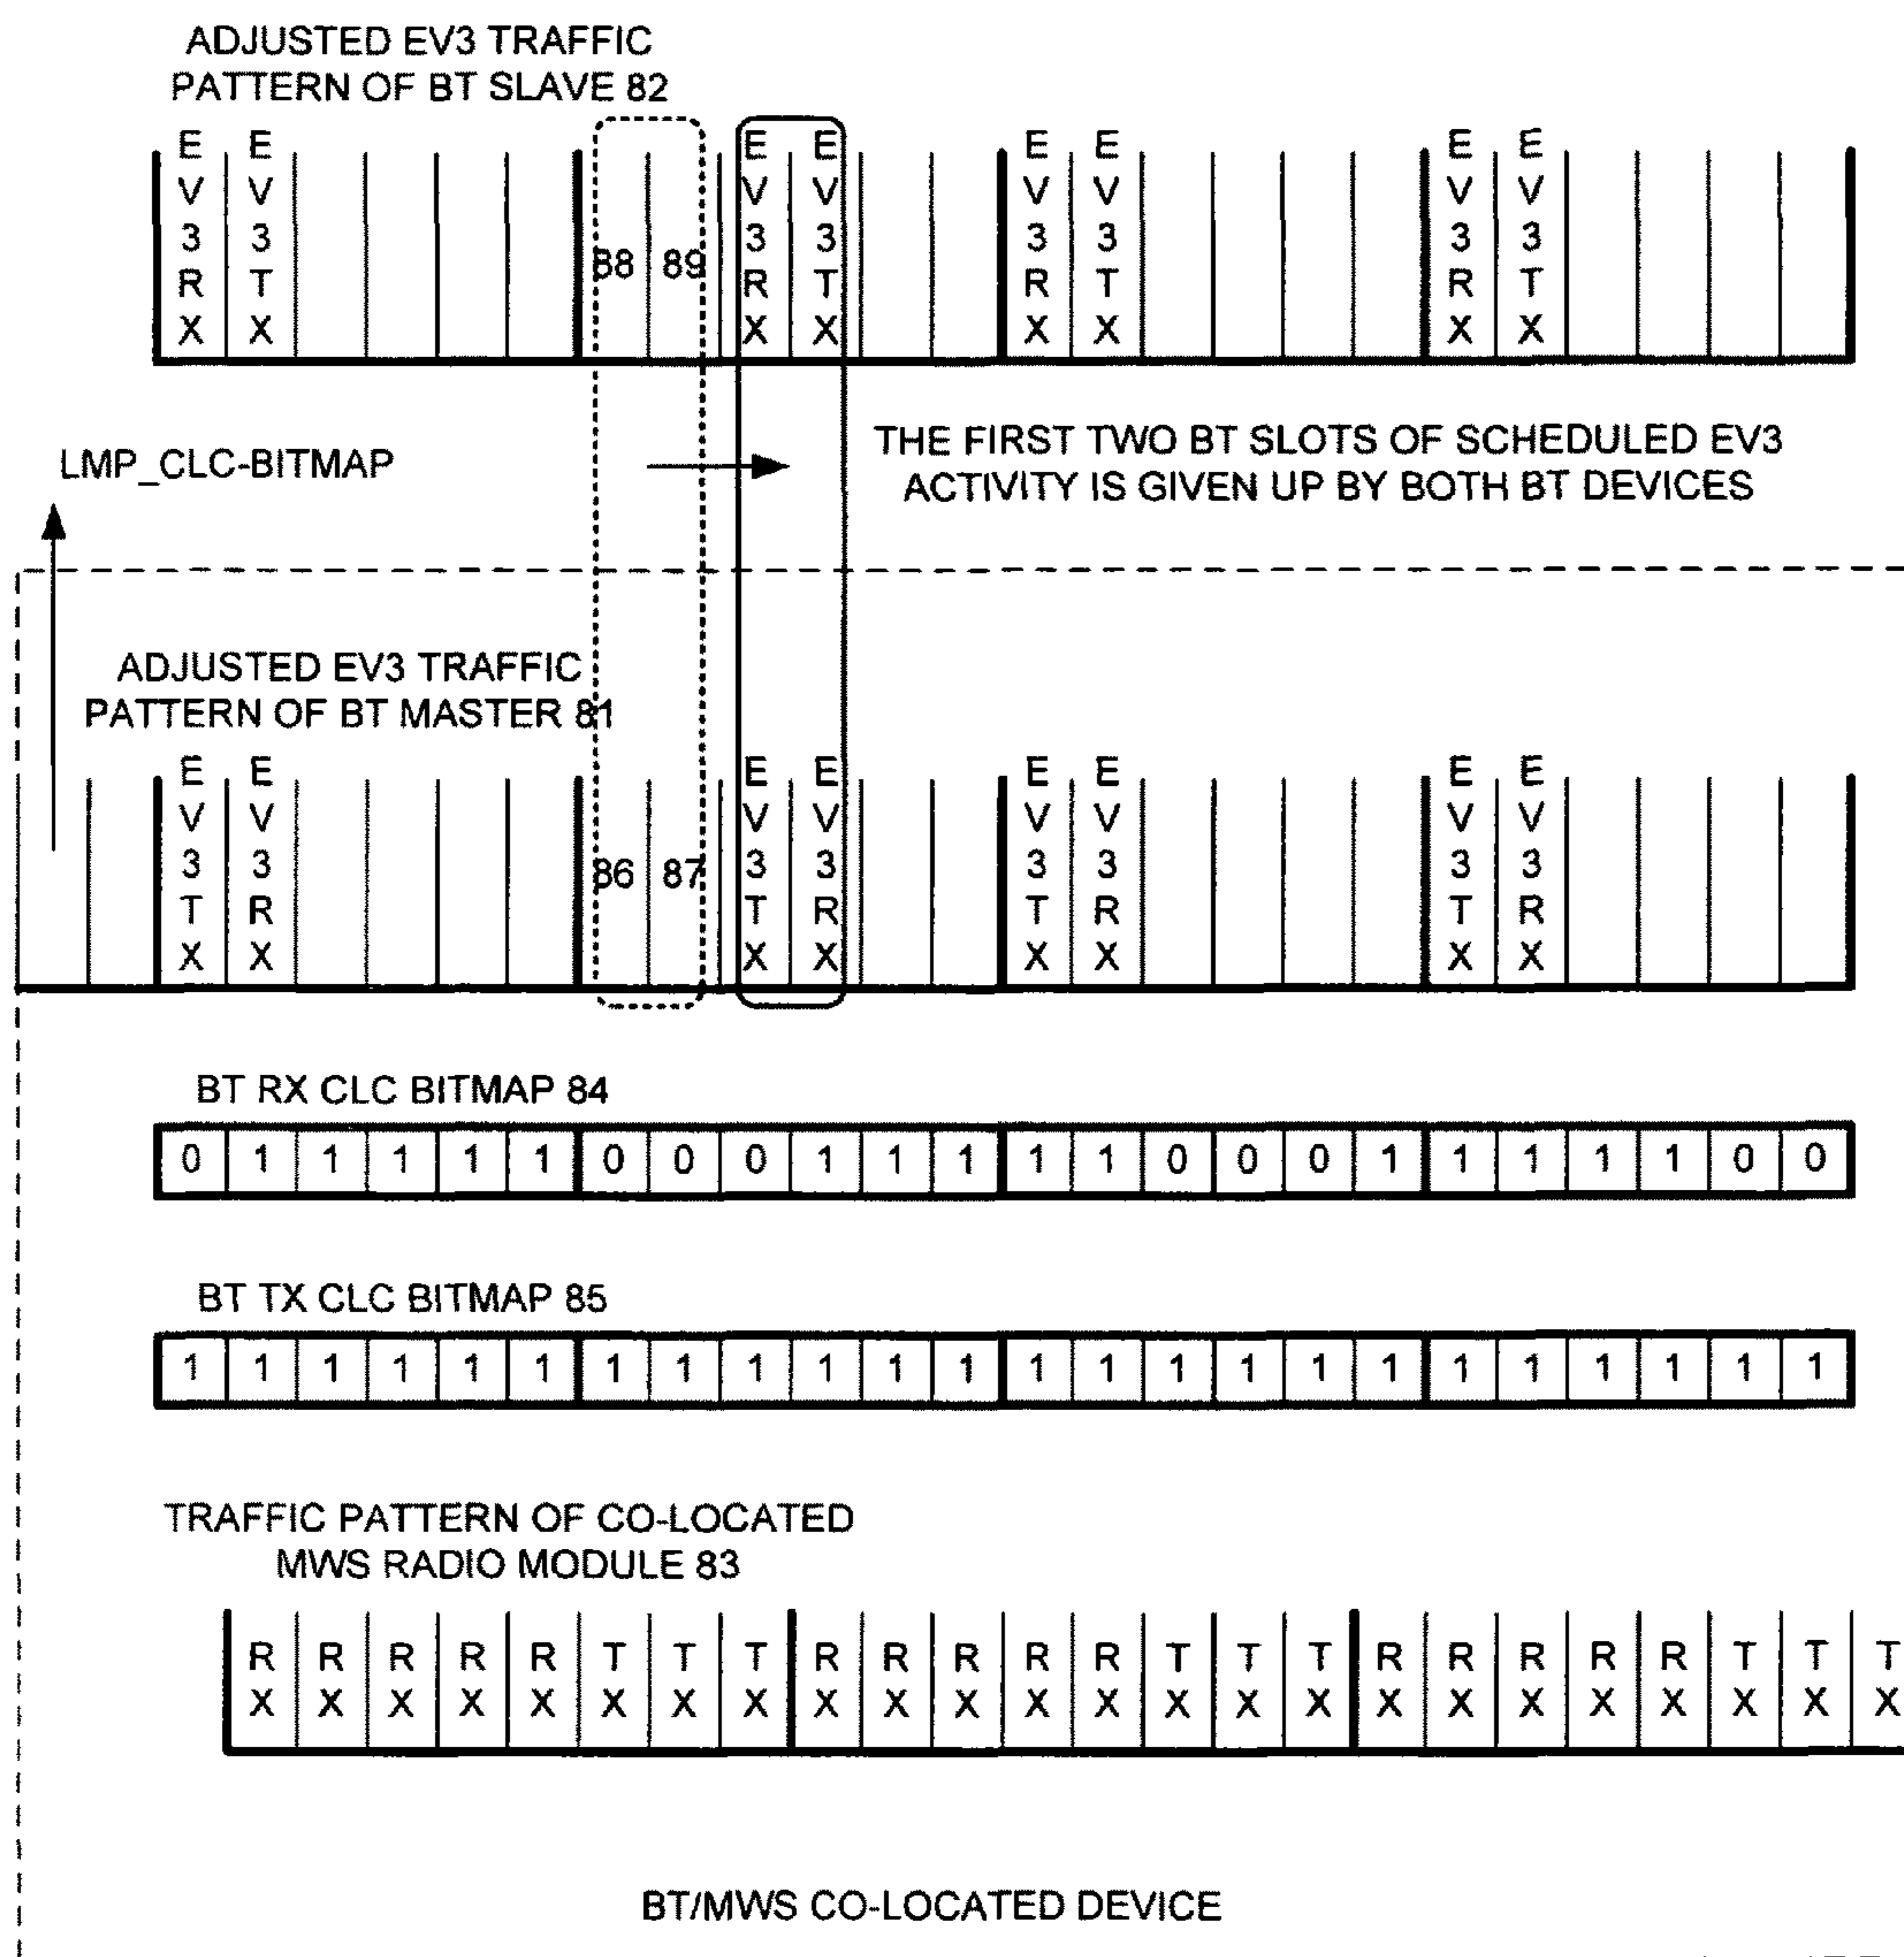 ADJUSTED EV3 TRAFFIC
PATTERN OF BT SLAVE 82
EV3RX EV3TX 88 89 EV3RX EV3TX EV3RX EV3TX EV3RX EV3TX
LMP_CLC-BITMAP
THE FIRST TWO BT SLOTS OF SCHEDULED EV3
ACTIVITY IS GIVEN UP BY BOTH BT DEVICES
ADJUSTED EV3 TRAFFIC
PATTERN OF BT MASTER 81
EV3TX EV3RX 86 87 EV3TX EV3RX EV3TX EV3RX EV3TX EV3RX
BT RX CLC BITMAP 84
0 1 1 1 1 1 0 0 0 1 1 1 1 1 0 0 0 1 1 1 1 1 0 0
BT TX CLC BITMAP 85
1 1 1 1 1 1 1 1 1 1 1 1 1 1 1 1 1 1 1 1 1 1 1 1
TRAFFIC PATTERN OF CO-LOCATED
MWS RADIO MODULE 83
RX RX RX RX RX TX TX TX RX RX RX RX RX TX TX TX RX RX RX RX RX TX TX TX
BT/MWS CO-LOCATED DEVICE